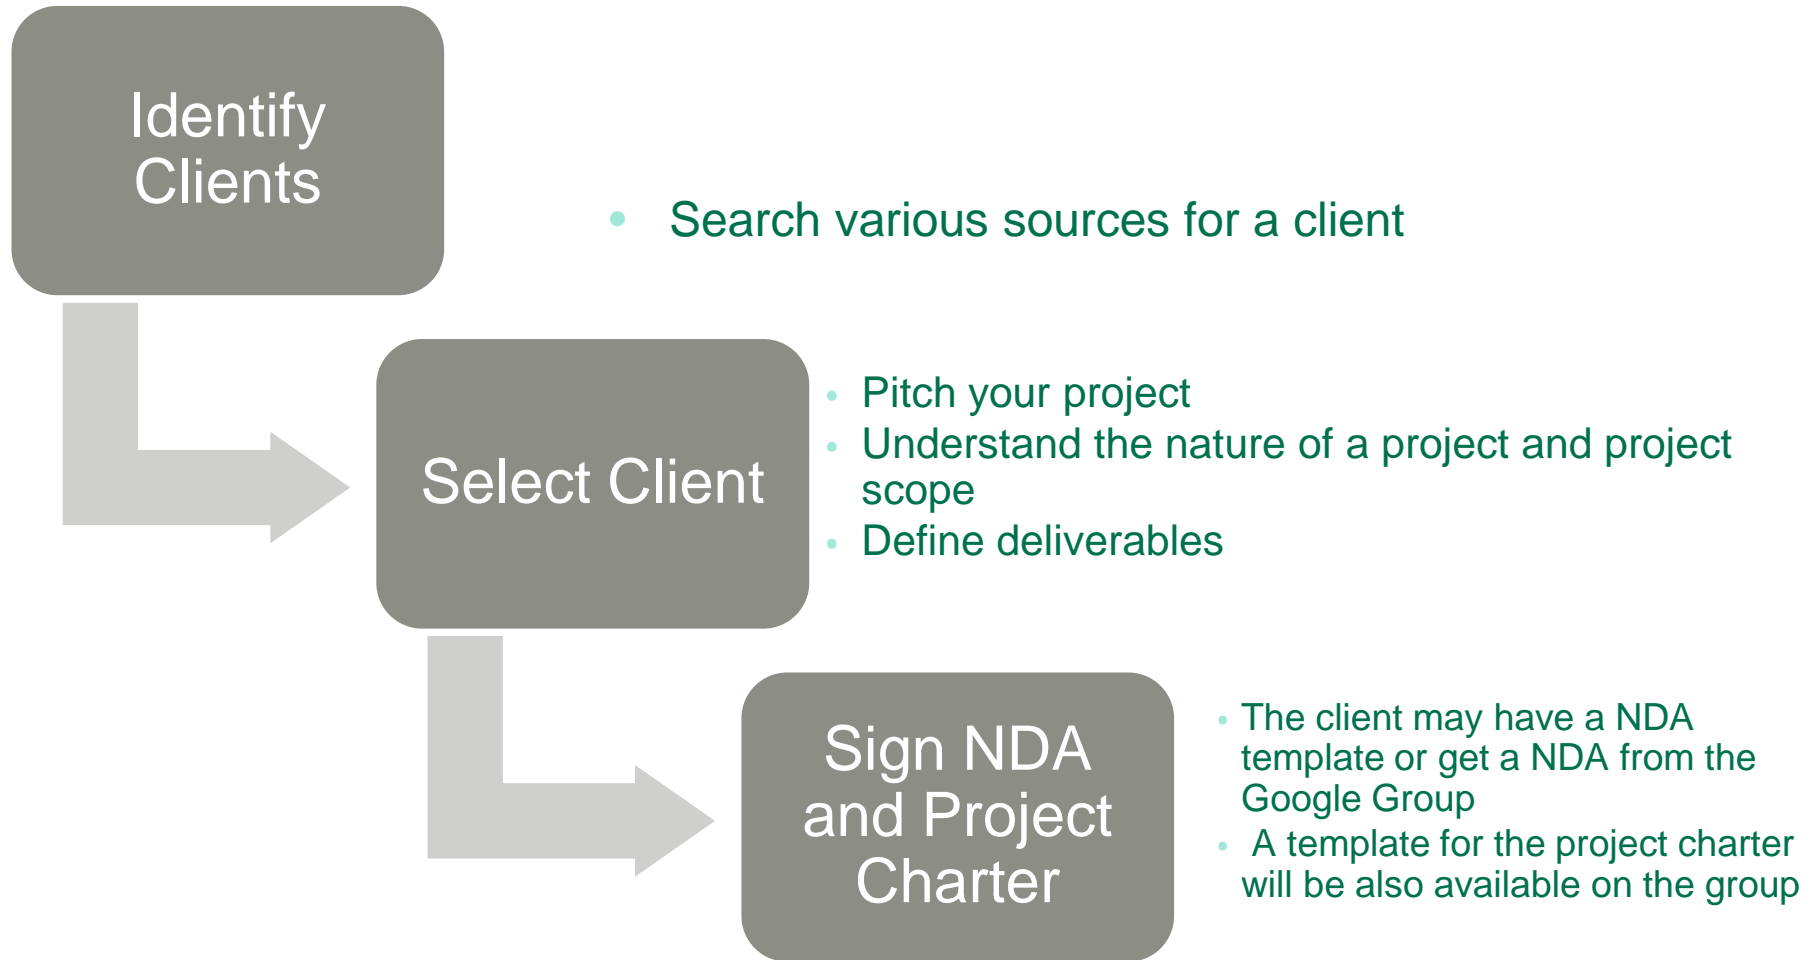 Identify
Clients
• Search various sources for a client
Select Client
• Pitch your project
• Understand the nature of a project and project
scope
• Define deliverables
Sign NDA
and Project
Charter
• The client may have a NDA
template or get a NDA from the
Google Group
• A template for the project charter
will be also available on the group